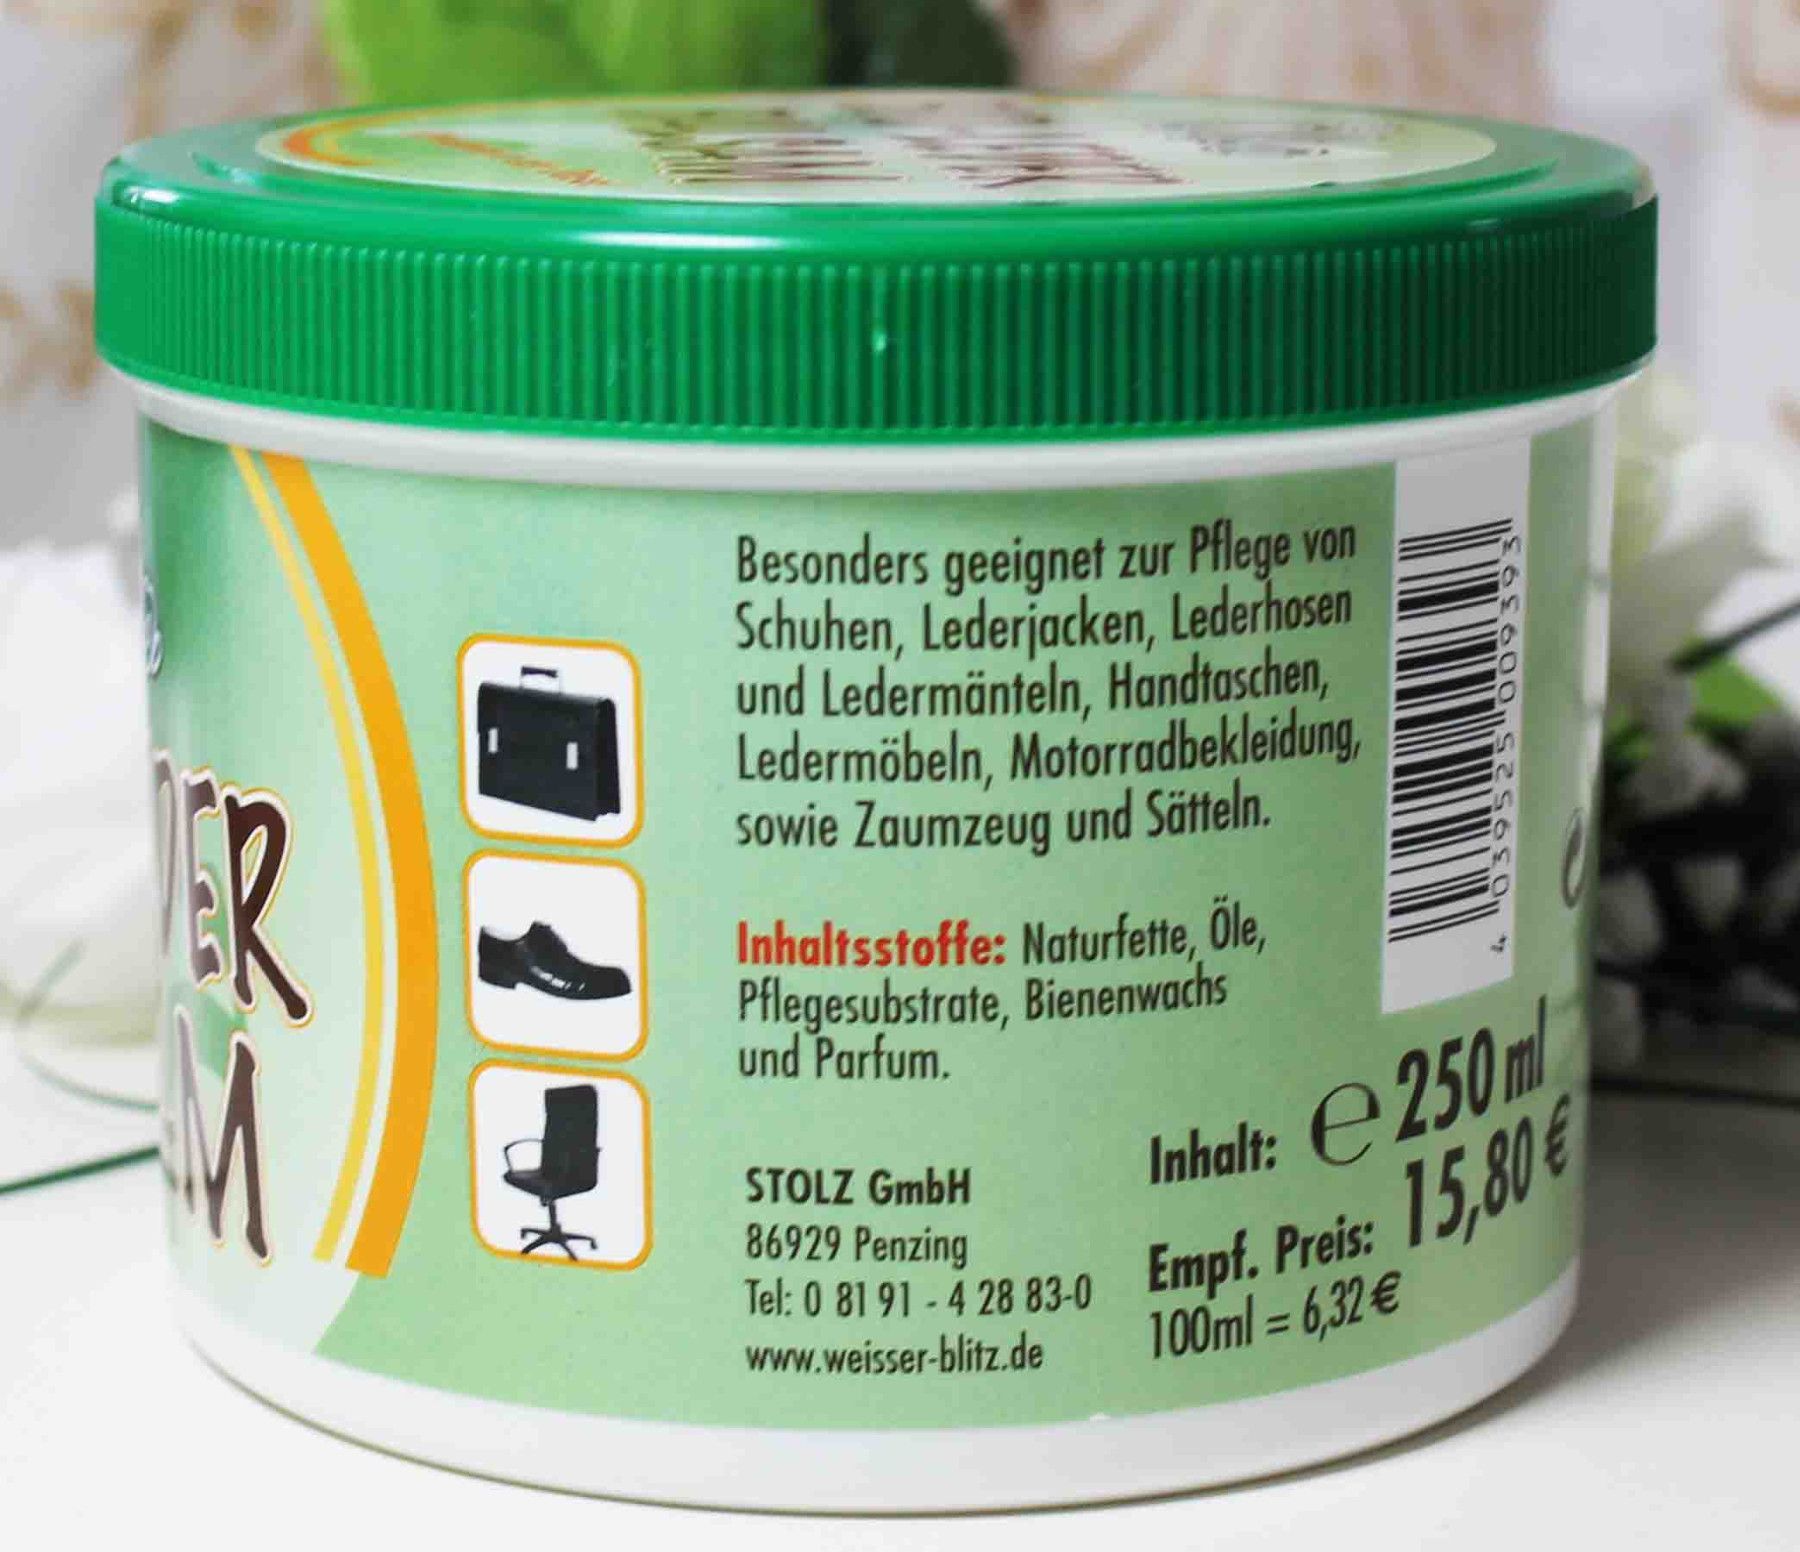 Besonders geeignet zur Pflege von
Schuhen, Lederjacken, Lederhosen
und Ledermänteln, Handtaschen,
Ledermöbeln, Motorradbekleidung,
sowie Zaumzeug und Sätteln.
Inhaltsstoffe: Naturfette, Öle,
Pflegesubstrate, Bienenwachs
und Parfum.
STOLZ GmbH
86929 Penzing
Tel: 0 81 91 - 4 28 83-0
www.weisser-blitz.de
Inhalt: ℮ 250 ml
Empf. Preis: 15,80 €
100ml = 6,32 €
4 039525 009393